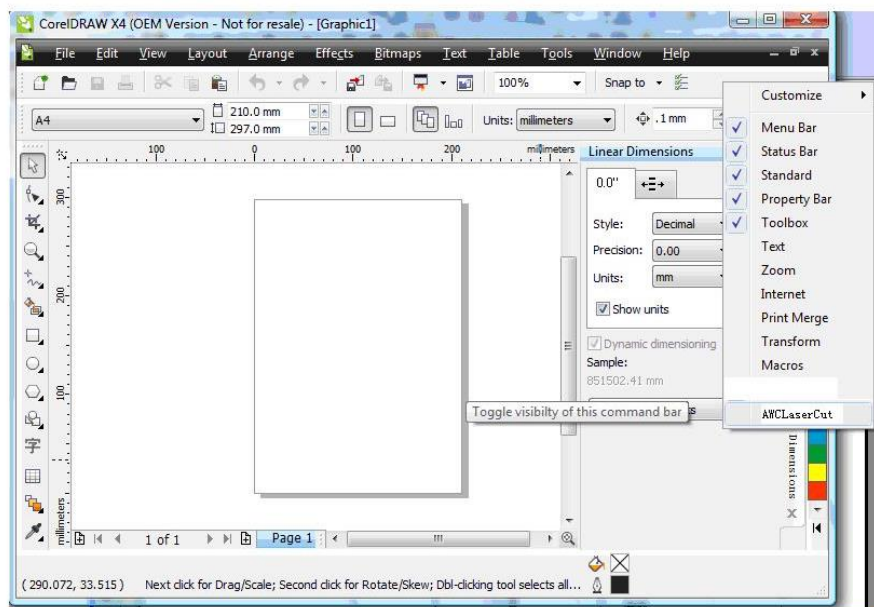 CorelDRAW X4 (OEM Version - Not for resale) - [Graphic1]
File Edit View Layout Arrange Effects Bitmaps Text Table Tools Window Help
100% Snap to
A4 210.0 mm 297.0 mm Units: millimeters .1 mm
100 0 100 200 millimeters
300
200
100
millimeters
字
Linear Dimensions
0.0"
Style: Decimal
Precision: 0.00
Units: mm
Show units
Dynamic dimensioning
Sample:
851502.41 mm
Toggle visibilty of this command bar
Dimensions
Customize
Menu Bar
Status Bar
Standard
Property Bar
Toolbox
Text
Zoom
Internet
Print Merge
Transform
Macros
AWCLaserCut
1 of 1 Page 1
( 290.072, 33.515 ) Next click for Drag/Scale; Second click for Rotate/Skew; Dbl-clicking tool selects all...